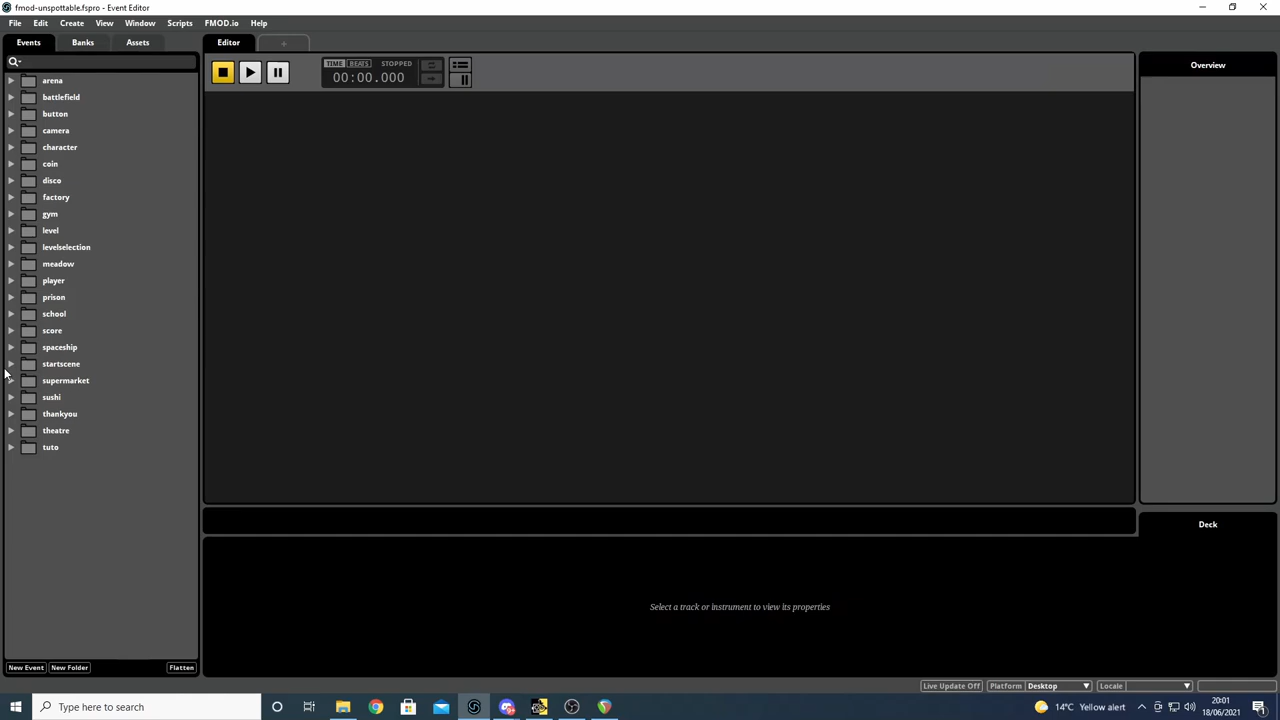 fmod-unspottable.fspro - Event Editor
File Edit Create View Window Scripts FMOD.io Help
Events Banks Assets
Editor +
TIME BEATS STOPPED
00:00.000
Overview
arena
battlefield
button
camera
character
coin
disco
factory
gym
level
levelselection
meadow
player
prison
school
score
spaceship
startscene
supermarket
sushi
thankyou
theatre
tuto
Deck
Select a track or instrument to view its properties
New Event New Folder Flatten
Live Update Off Platform Desktop Locale
Type here to search
14°C Yellow alert
20:01
18/06/2021